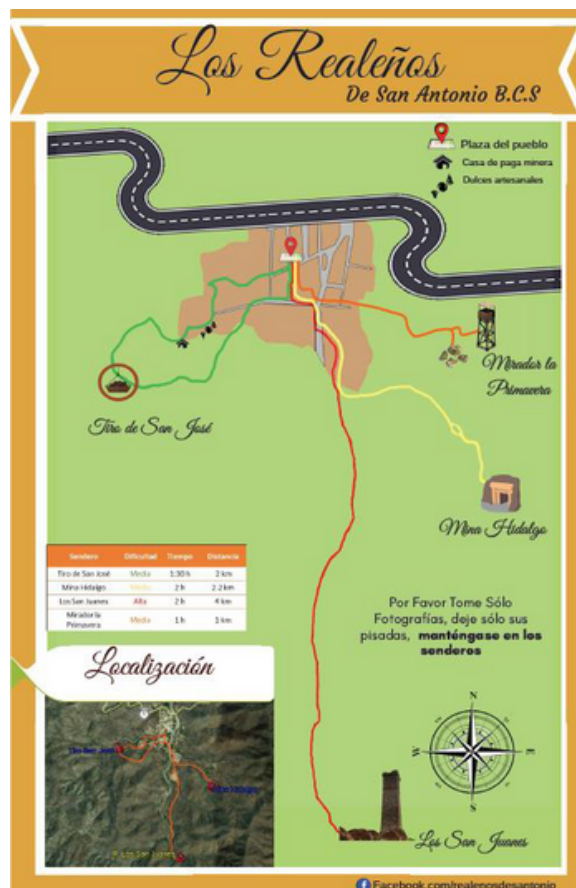 Los Realeños
De San Antonio B.C.S
Plaza del pueblo
Casa de paga minera
Dulces artesanales
Mirador la
Primavera
Tiro de San José
Mina Hidalgo
Sendero Dificultad Tiempo Distancia
Tiro de San José Media 1:30 h 2 km
Mina Hidalgo Media 2 h 2.2 km
Los San Juanes Alta 2 h 4 km
Mirador la
Primavera Media 1 h 1 km
Por Favor Tome Sólo
Fotografías, deje sólo sus
pisadas, manténgase en los
senderos
Localización
N
W
E
S
Los San Juanes
Facebook.com/realenosdesantonio